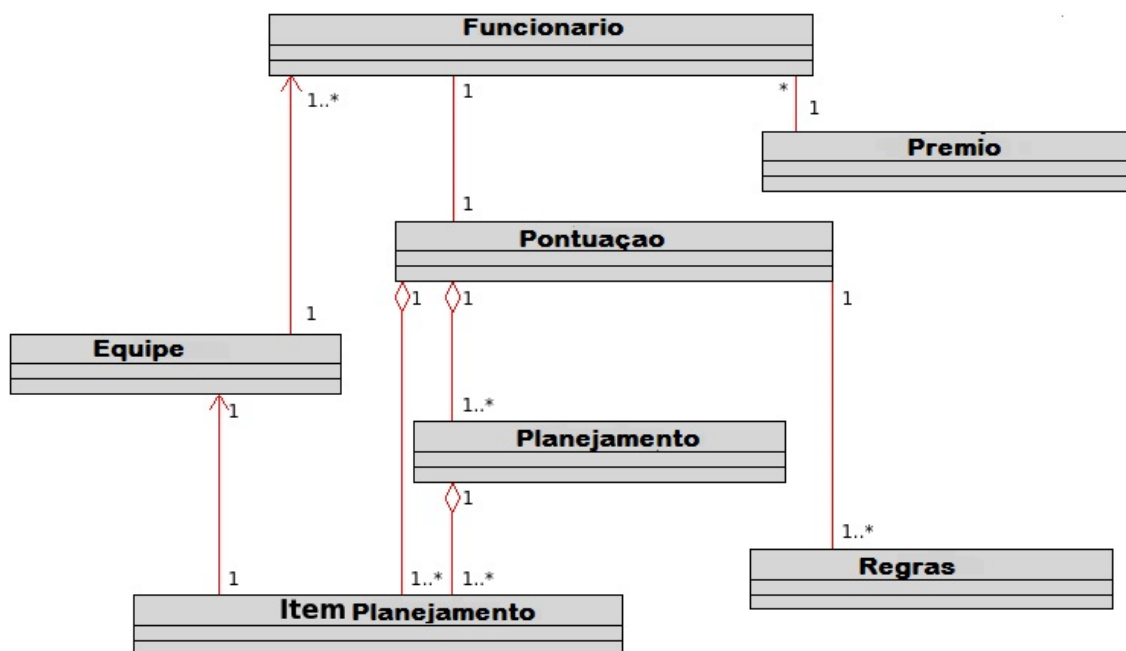 Funcionario
1..*
1
*
1
Premio
1
Pontuaçao
1
1
1
1
Equipe
1
1..*
Planejamento
1
1..*
Regras
1
1..*
1..*
Item Planejamento